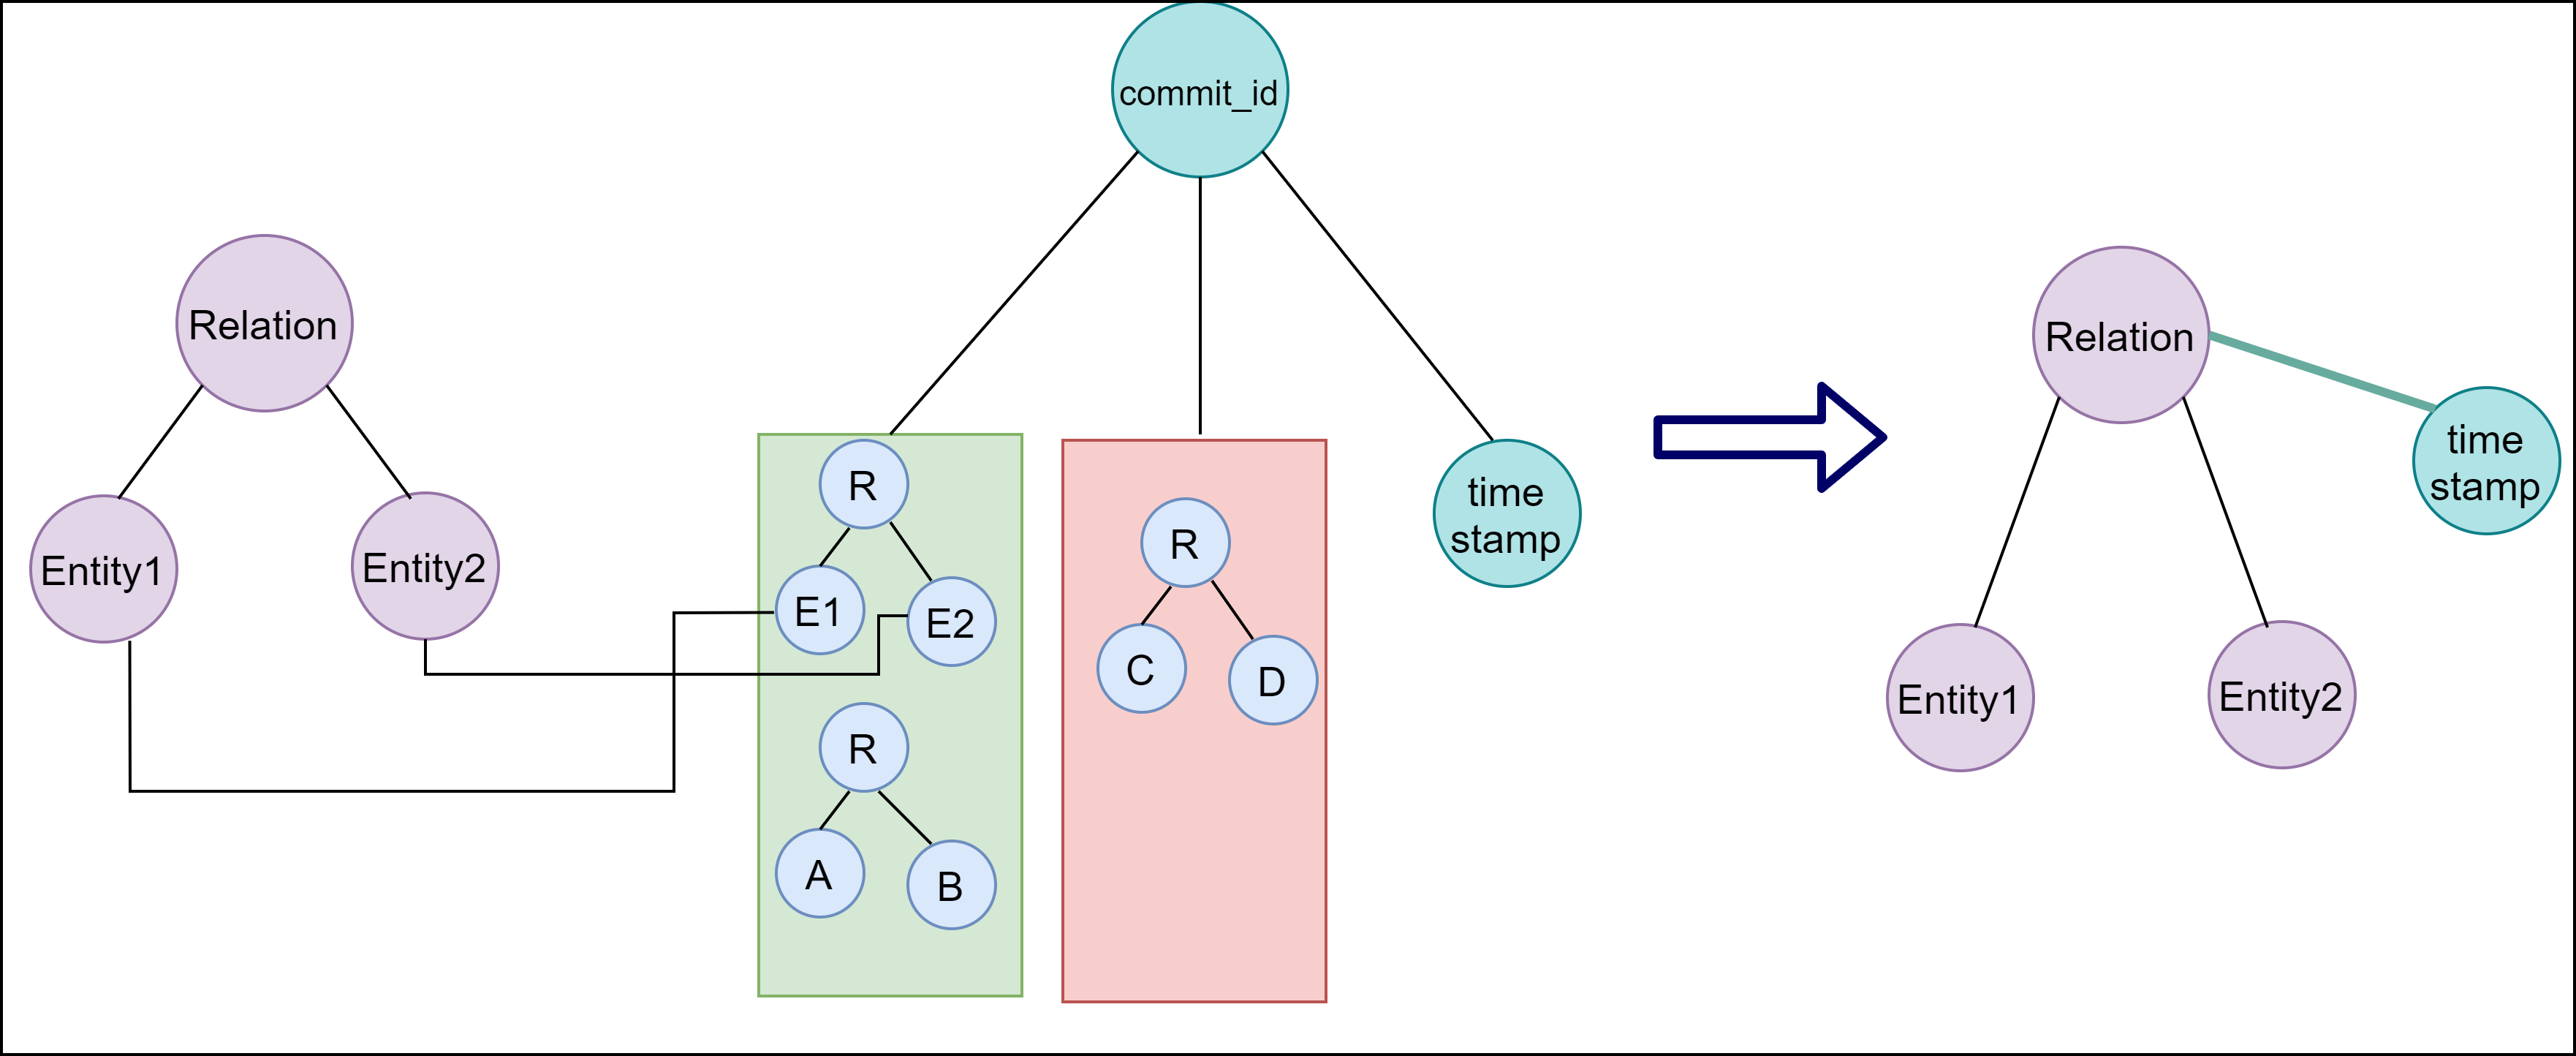 commit_id
Relation
Entity1
Entity2
R
E1
E2
R
A
B
R
C
D
time
stamp
Relation
time
stamp
Entity1
Entity2